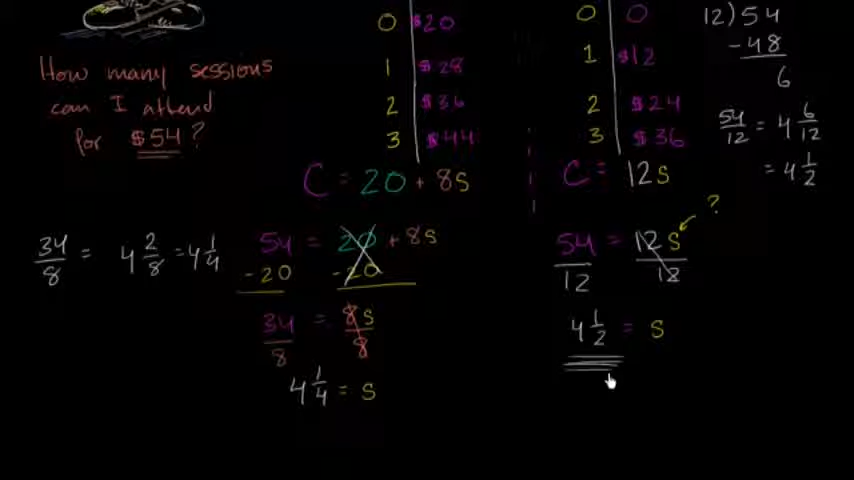 How many sessions
can I attend
for $54?
0 $20
1 $28
2 $36
3 $44
C = 20 + 8s
54 = 20 + 8s
-20 -20
34/8 = 8s/8
4 1/4 = s
34/8 = 4 2/8 = 4 1/4
0 0
1 $12
2 $24
3 $36
C = 12s
?
54/12 = 12s/12
4 1/2 = s
12)54
-48
6
54/12 = 4 6/12
= 4 1/2